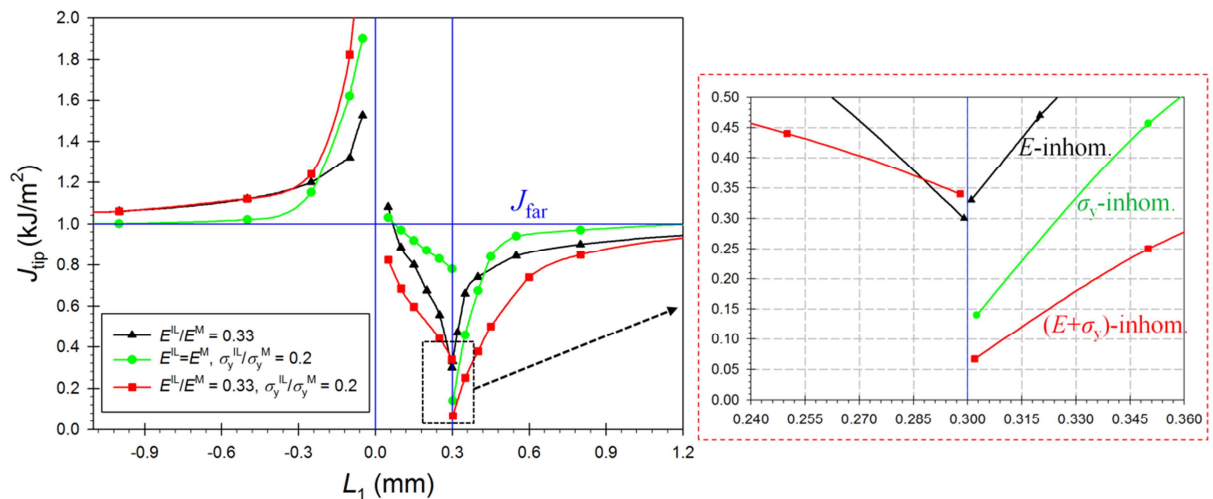 2.0
1.8
1.6
1.4
1.2
1.0
0.8
0.6
0.4
0.2
0.0
J_tip (kJ/m²)
J_far
E^IL/E^M = 0.33
E^IL=E^M, σ_y^IL/σ_y^M = 0.2
E^IL/E^M = 0.33, σ_y^IL/σ_y^M = 0.2
-0.9 -0.6 -0.3 0.0 0.3 0.6 0.9 1.2
L₁ (mm)
0.50
0.45
0.40
0.35
0.30
0.25
0.20
0.15
0.10
0.05
0.00
E-inhom.
σ_y-inhom.
(E+σ_y)-inhom.
0.240 0.255 0.270 0.285 0.300 0.315 0.330 0.345 0.360